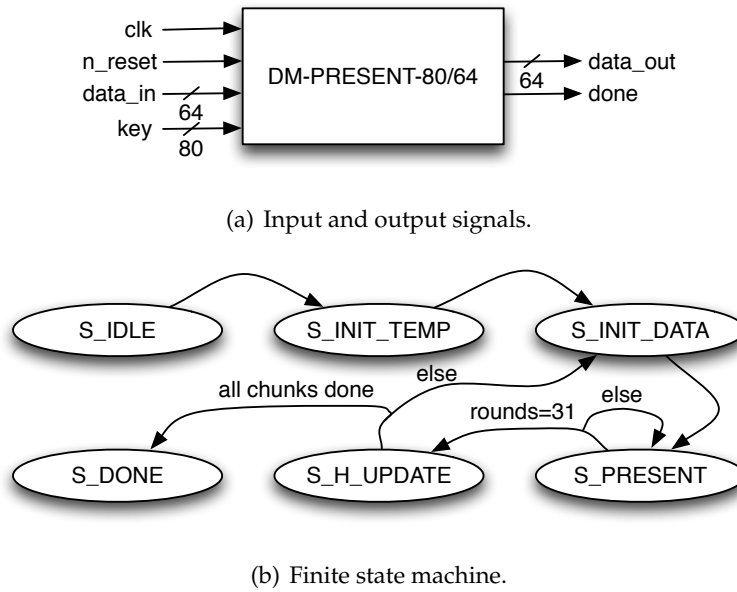 clk
n_reset
data_in
64
key
80
DM-PRESENT-80/64
data_out
64
done
(a) Input and output signals.
S_IDLE
S_INIT_TEMP
S_INIT_DATA
all chunks done
else
rounds=31
else
S_DONE
S_H_UPDATE
S_PRESENT
(b) Finite state machine.